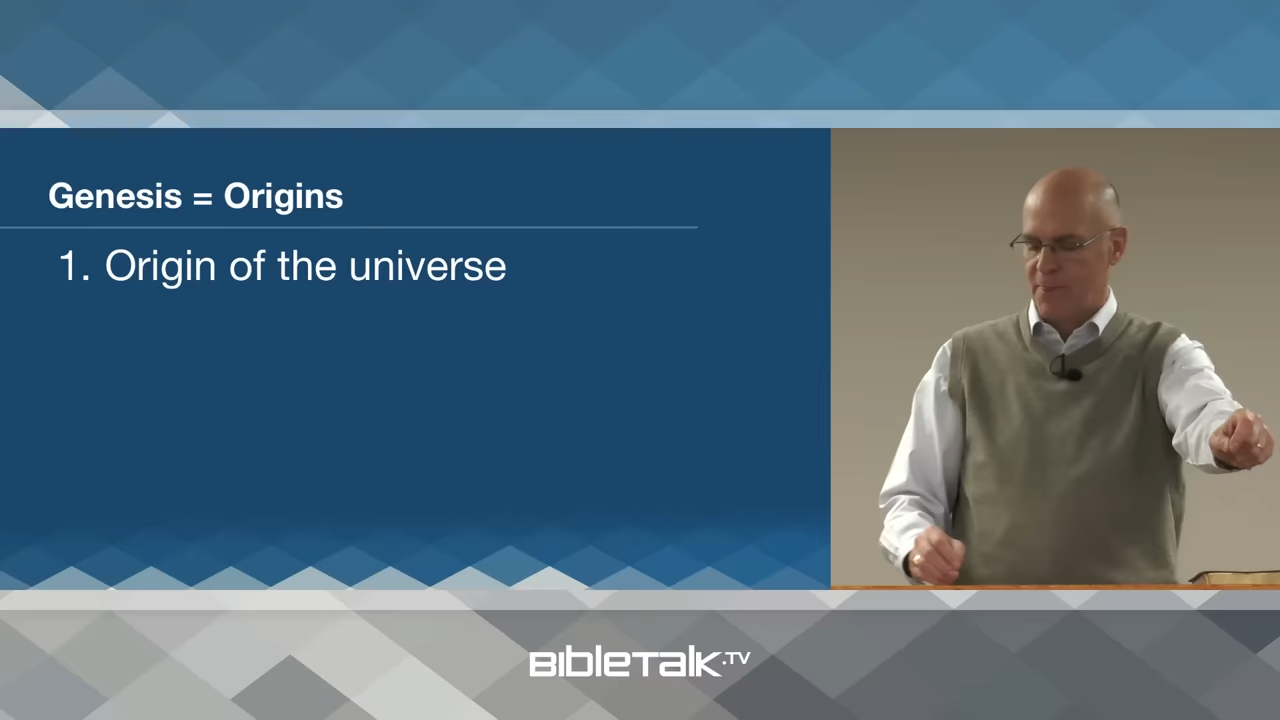 Genesis = Origins
1. Origin of the universe
BIBLETALK.TV